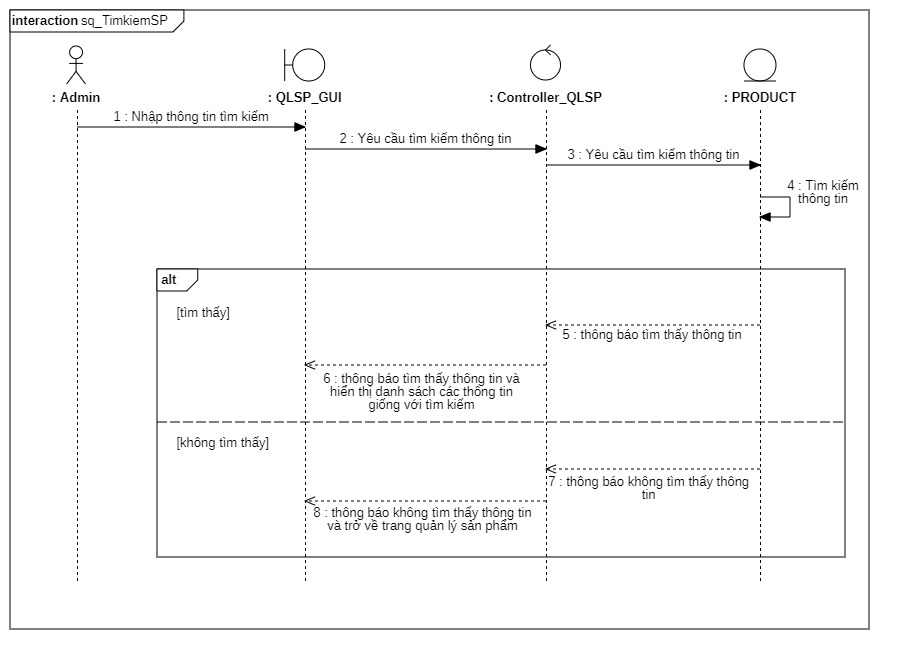 interaction sq_TimkiemSP
: Admin
: QLSP_GUI
: Controller_QLSP
: PRODUCT
1 : Nhập thông tin tìm kiếm
2 : Yêu cầu tìm kiếm thông tin
3 : Yêu cầu tìm kiếm thông tin
4 : Tìm kiếm
thông tin
alt
[tìm thấy]
5 : thông báo tìm thấy thông tin
6 : thông báo tìm thấy thông tin và
hiển thị danh sách các thông tin
giống với tìm kiếm
[không tìm thấy]
7 : thông báo không tìm thấy thông
tin
8 : thông báo không tìm thấy thông tin
và trở về trang quản lý sản phẩm